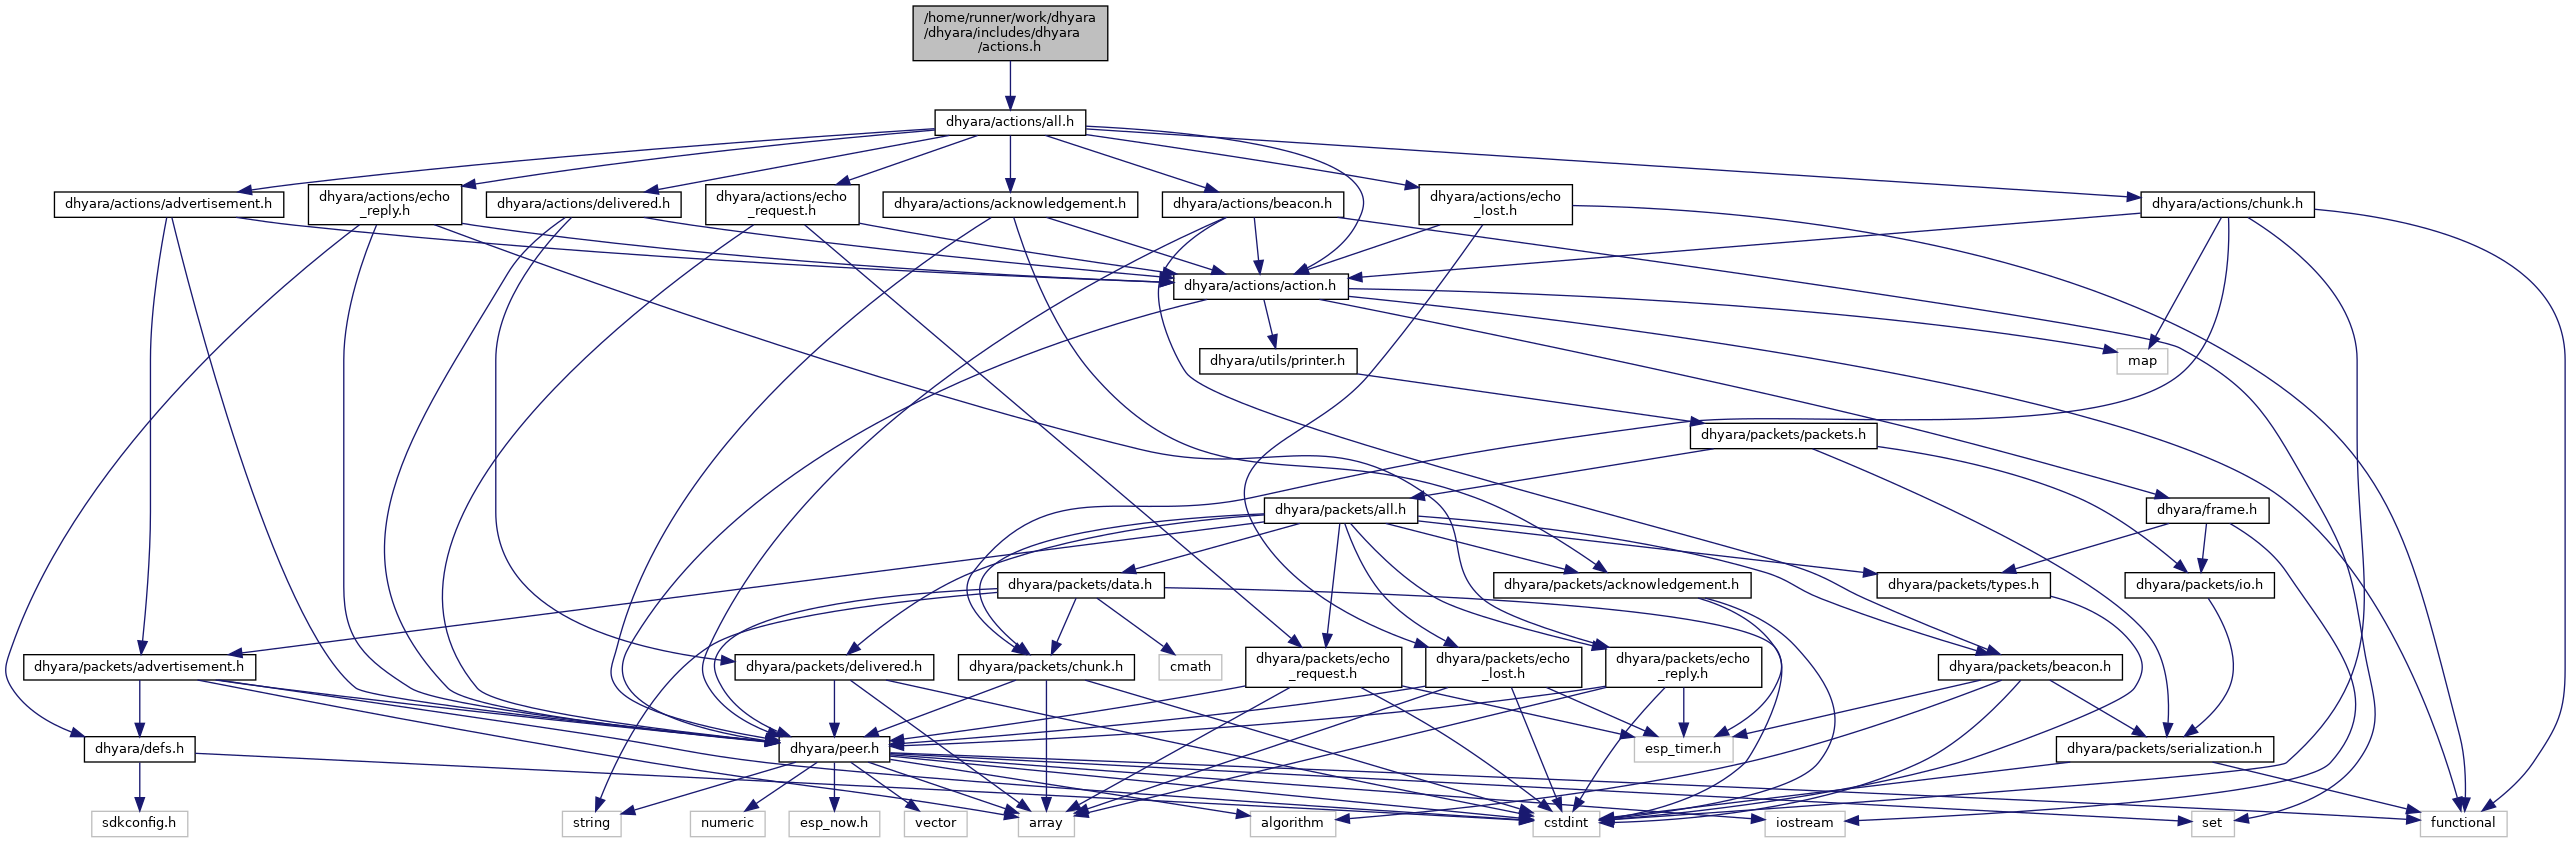 /home/runner/work/dhyara
/dhyara/includes/dhyara
/actions.h
dhyara/actions/all.h
dhyara/actions/advertisement.h
dhyara/actions/echo
_reply.h
dhyara/actions/delivered.h
dhyara/actions/echo
_request.h
dhyara/actions/acknowledgement.h
dhyara/actions/beacon.h
dhyara/actions/echo
_lost.h
dhyara/actions/chunk.h
dhyara/actions/action.h
dhyara/utils/printer.h
map
dhyara/packets/packets.h
dhyara/packets/all.h
dhyara/frame.h
dhyara/packets/data.h
dhyara/packets/acknowledgement.h
dhyara/packets/types.h
dhyara/packets/io.h
dhyara/packets/advertisement.h
dhyara/packets/delivered.h
dhyara/packets/chunk.h
cmath
dhyara/packets/echo
_request.h
dhyara/packets/echo
_lost.h
dhyara/packets/echo
_reply.h
dhyara/packets/beacon.h
dhyara/defs.h
dhyara/peer.h
esp_timer.h
dhyara/packets/serialization.h
sdkconfig.h
string
numeric
esp_now.h
vector
array
algorithm
cstdint
iostream
set
functional